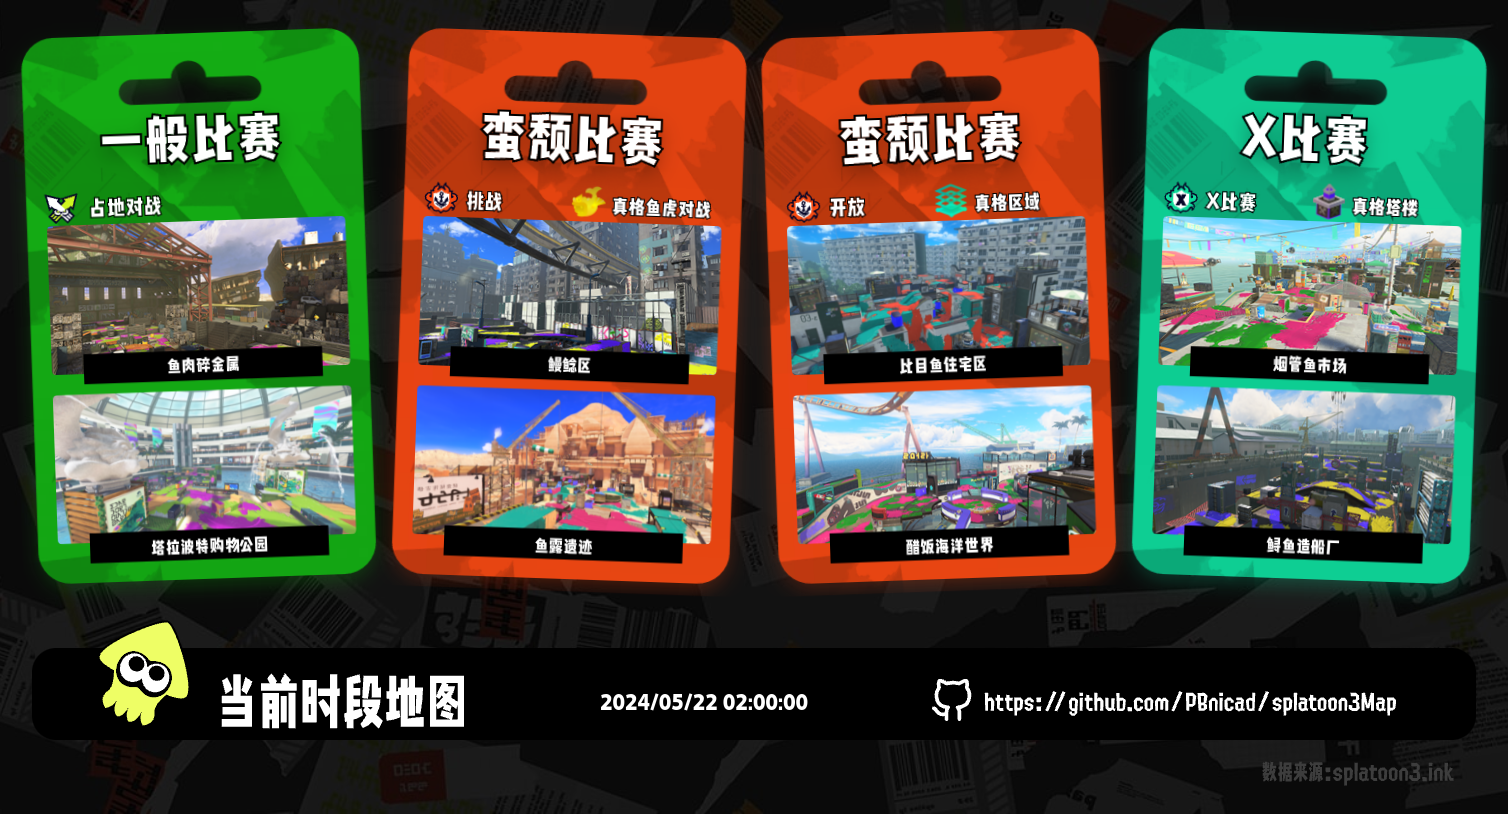 一般比赛
占地对战
鱼肉碎金属
塔拉波特购物公园
蛮颓比赛
挑战
真格鱼虎对战
鳗鲶区
鱼露遗迹
蛮颓比赛
开放
真格区域
比目鱼住宅区
醋饭海洋世界
X比赛
X比赛
真格塔楼
烟管鱼市场
鲟鱼造船厂
当前时段地图
2024/05/22 02:00:00
https://github.com/PBnicad/splatoon3Map
数据来源:splatoon3.ink